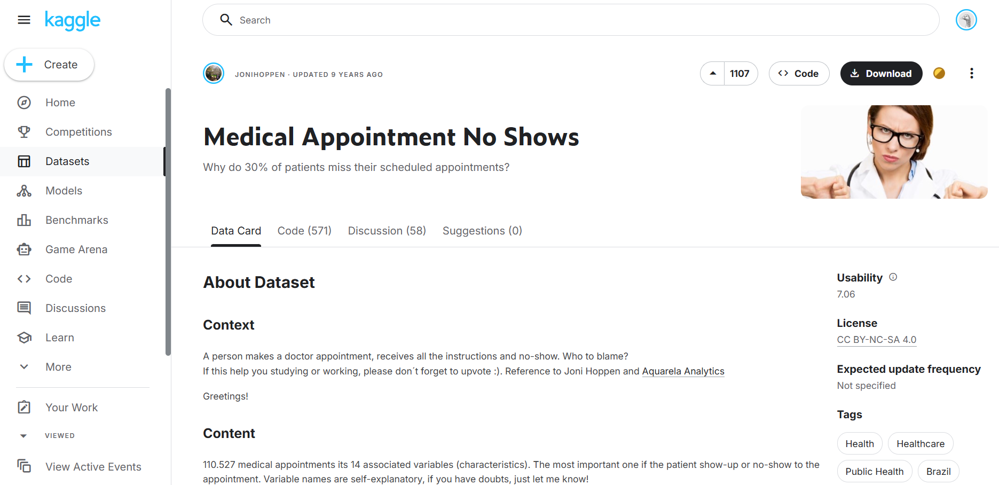 kaggle
Search
Create
Home
Competitions
Datasets
Models
Benchmarks
Game Arena
Code
Discussions
Learn
More
Your Work
VIEWED
View Active Events
JONIHOPPEN · UPDATED 9 YEARS AGO
1107
Code
Download
Medical Appointment No Shows
Why do 30% of patients miss their scheduled appointments?
Data Card
Code (571)
Discussion (58)
Suggestions (0)
About Dataset
Context
A person makes a doctor appointment, receives all the instructions and no-show. Who to blame?
If this help you studying or working, please don´t forget to upvote :). Reference to Joni Hoppen and Aquarela Analytics
Greetings!
Content
110.527 medical appointments its 14 associated variables (characteristics). The most important one if the patient show-up or no-show to the
appointment. Variable names are self-explanatory, if you have doubts, just let me know!
Usability
7.06
License
CC BY-NC-SA 4.0
Expected update frequency
Not specified
Tags
Health
Healthcare
Public Health
Brazil